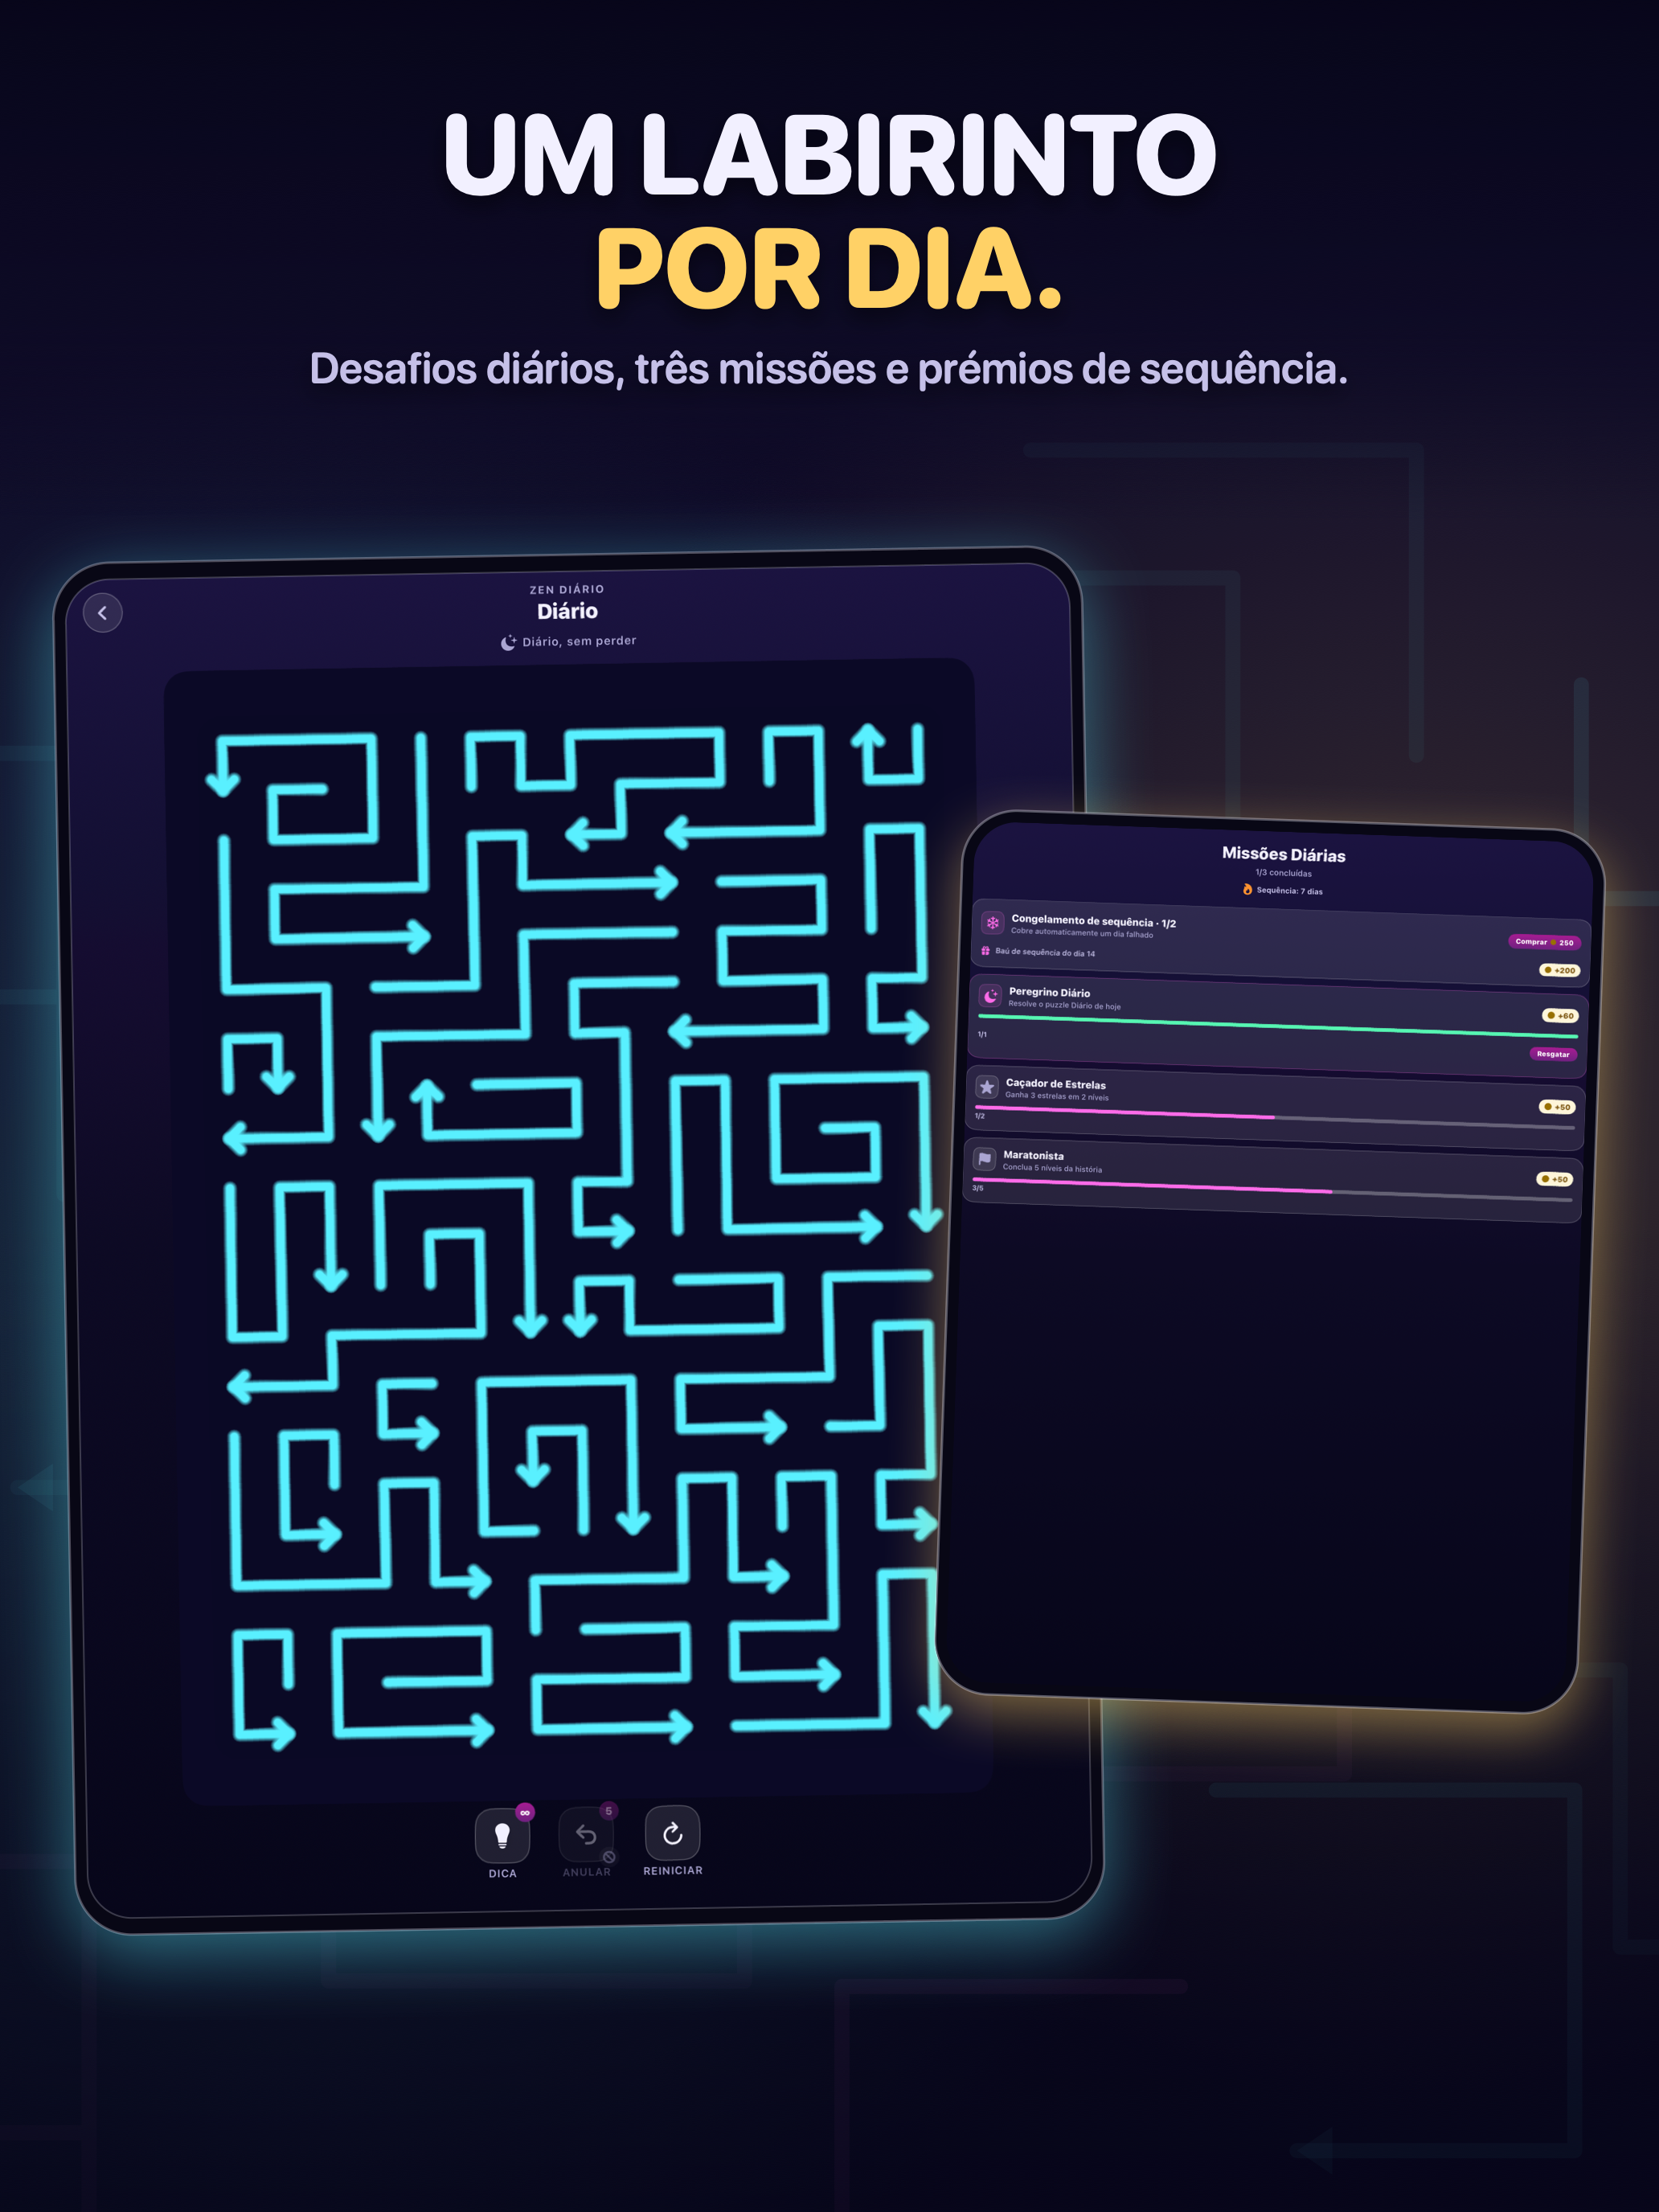 UM LABIRINTO
POR DIA.
Desafios diários, três missões e prémios de sequência.
ZEN DIÁRIO
Diário
Diário, sem perder
∞
5
DICA
ANULAR
REINICIAR
Missões Diárias
1/3 concluídas
Sequência: 7 dias
Congelamento de sequência · 1/2
Cobre automaticamente um dia falhado
Comprar 250
Baú de sequência do dia 14
+200
Peregrino Diário
Resolve o puzzle Diário de hoje
+60
1/1
Resgatar
Caçador de Estrelas
Ganha 3 estrelas em 2 níveis
+50
1/2
Maratonista
Conclua 5 níveis da história
+50
3/5